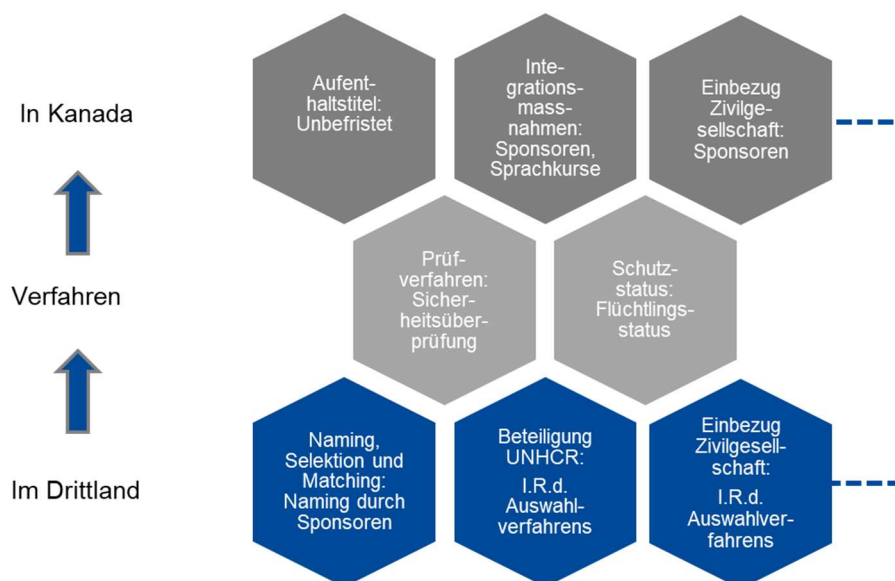 In Kanada
Aufent-
haltstitel:
Unbefristet
Inte-
grations-
mass-
nahmen:
Sponsoren,
Sprachkurse
Einbezug
Zivilge-
sellschaft:
Sponsoren
Verfahren
Prüf-
verfahren:
Sicher-
heitsüber-
prüfung
Schutz-
status:
Flüchtlings-
status
Im Drittland
Naming,
Selektion und
Matching:
Naming durch
Sponsoren
Beteiligung
UNHCR:
I.R.d.
Auswahl-
verfahrens
Einbezug
Zivilgesell-
schaft:
I.R.d.
Auswahlver-
fahrens